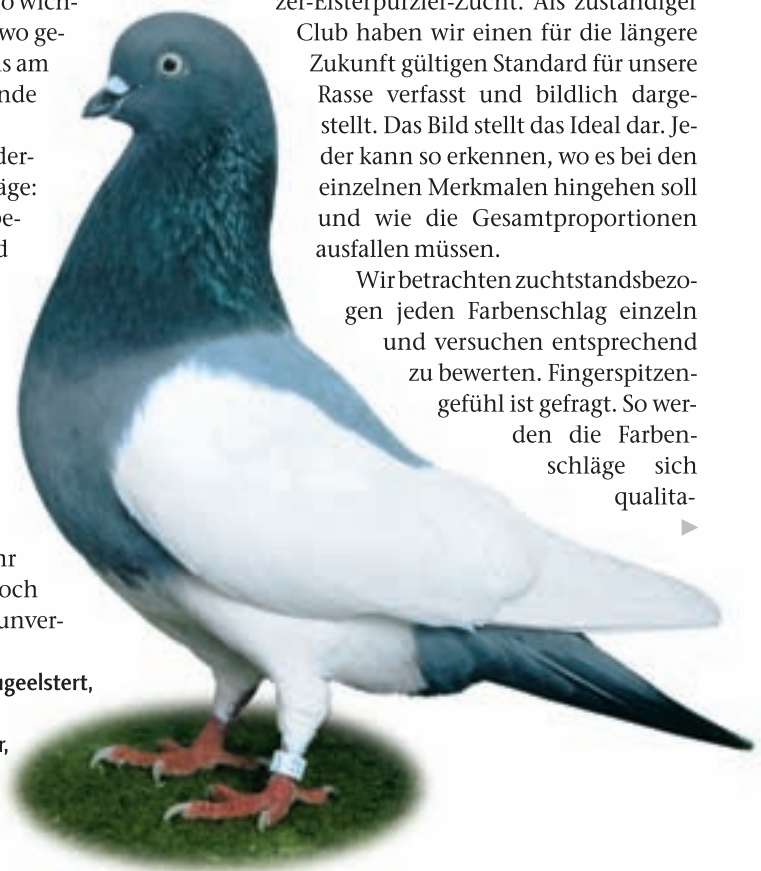 o wich-
wo ge-
s am
nde
der-
äge:
be-
d
hr
och
unver-
ugeelstert,
r,
zer-Elsterpurzler-Zucht. Als zuständiger
Club haben wir einen für die längere
Zukunft gültigen Standard für unsere
Rasse verfasst und bildlich darge-
stellt. Das Bild stellt das Ideal dar. Je-
der kann so erkennen, wo es bei den
einzelnen Merkmalen hingehen soll
und wie die Gesamtproportionen
ausfallen müssen.
Wir betrachten zuchtstandsbezo-
gen jeden Farbenschlag einzeln
und versuchen entsprechend
zu bewerten. Fingerspitzen-
gefühl ist gefragt. So wer-
den die Farben-
schläge sich
qualita-